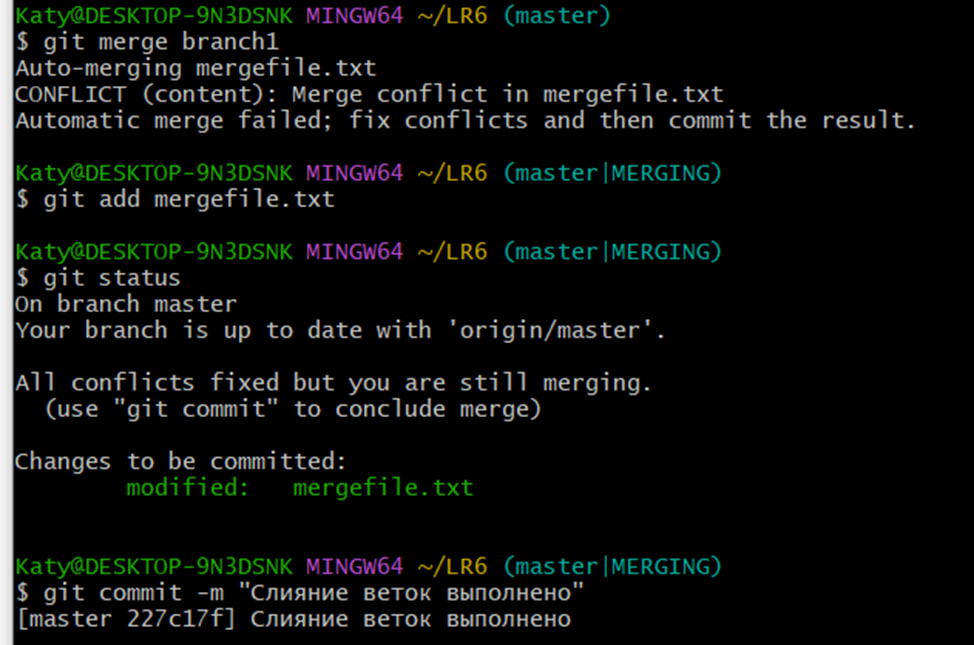 Katy@DESKTOP-9N3DSNK MINGW64 ~/LR6 (master)
$ git merge branch1
Auto-merging mergefile.txt
CONFLICT (content): Merge conflict in mergefile.txt
Automatic merge failed; fix conflicts and then commit the result.
Katy@DESKTOP-9N3DSNK MINGW64 ~/LR6 (master|MERGING)
$ git add mergefile.txt
Katy@DESKTOP-9N3DSNK MINGW64 ~/LR6 (master|MERGING)
$ git status
On branch master
Your branch is up to date with 'origin/master'.
All conflicts fixed but you are still merging.
  (use "git commit" to conclude merge)
Changes to be committed:
        modified:   mergefile.txt
Katy@DESKTOP-9N3DSNK MINGW64 ~/LR6 (master|MERGING)
$ git commit -m "Слияние веток выполнено"
[master 227c17f] Слияние веток выполнено